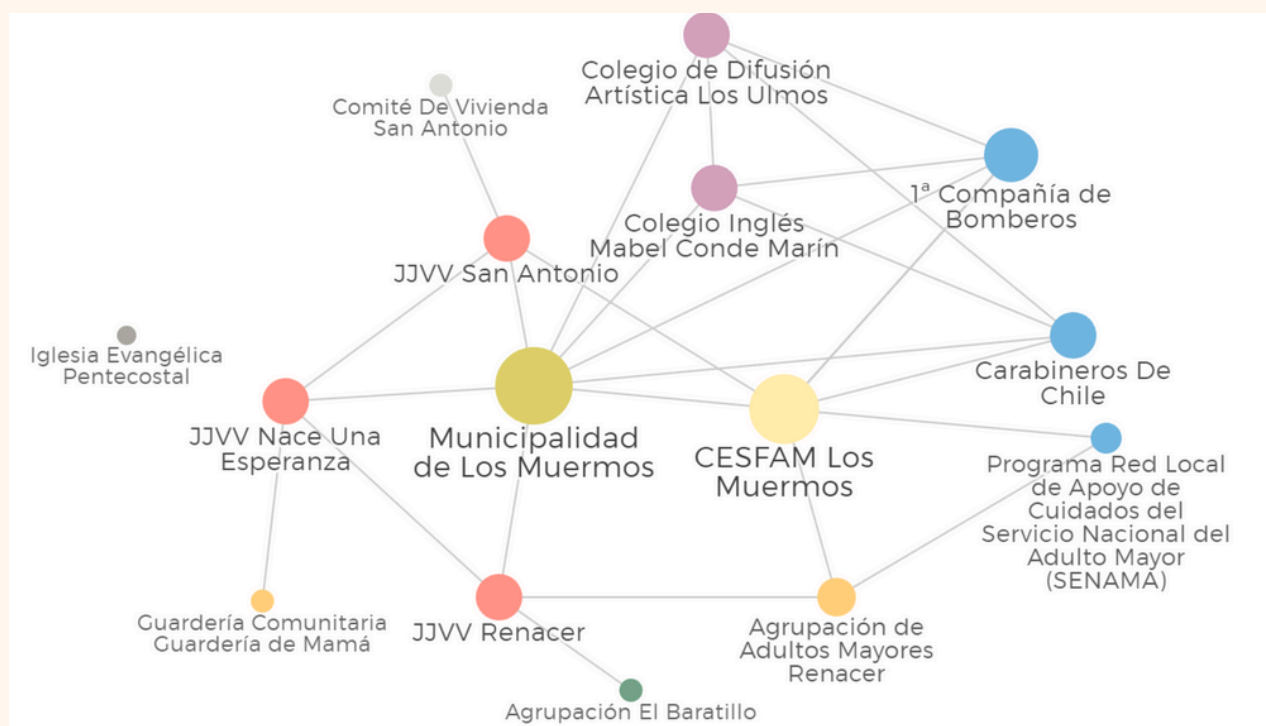 Colegio de Difusión
Artística Los Ulmos
Comité De Vivienda
San Antonio
1ª Compañía de
Bomberos
Colegio Inglés
Mabel Conde Marín
JJVV San Antonio
Iglesia Evangélica
Pentecostal
Carabineros De
Chile
JJVV Nace Una
Esperanza
Municipalidad
de Los Muermos
CESFAM Los
Muermos
Programa Red Local
de Apoyo de
Cuidados del
Servicio Nacional del
Adulto Mayor
(SENAMA)
Guardería Comunitaria
Guardería de Mamá
JJVV Renacer
Agrupación de
Adultos Mayores
Renacer
Agrupación El Baratillo